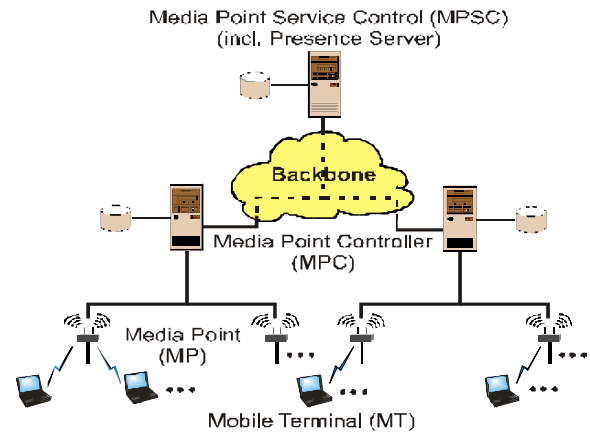 Media Point Service Control (MPSC)
(incl. Presence Server)
Backbone
Media Point Controller
(MPC)
Media Point
(MP)
Mobile Terminal (MT)